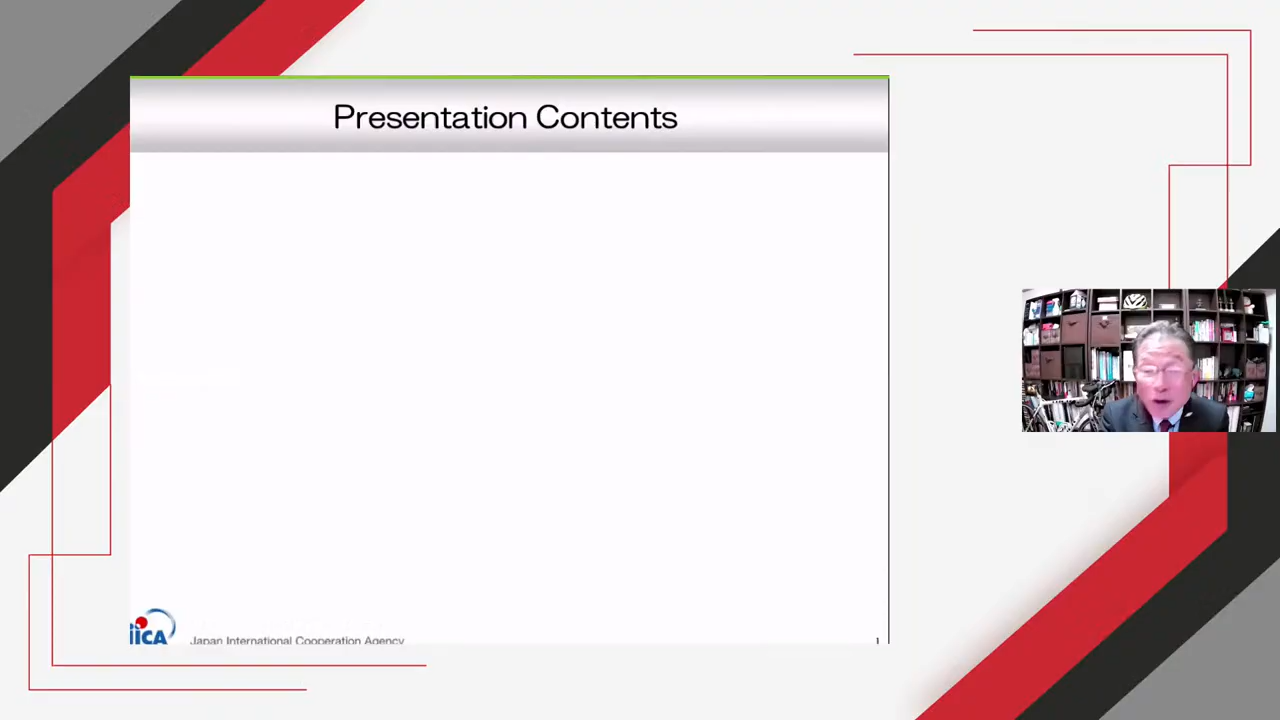 Presentation Contents
JICA
Japan International Cooperation Agency
1